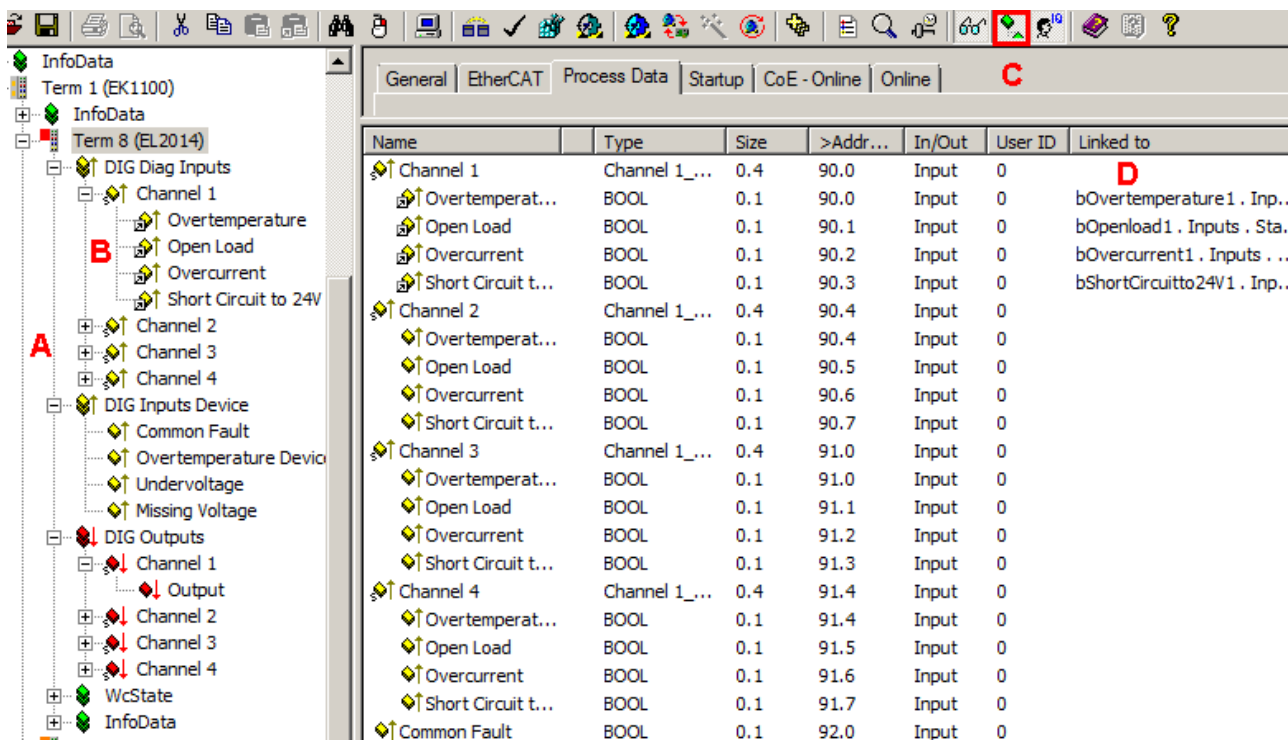 InfoData
Term 1 (EK1100)
InfoData
Term 8 (EL2014)
DIG Diag Inputs
Channel 1
Overtemperature
Open Load
Overcurrent
Short Circuit to 24V
Channel 2
Channel 3
Channel 4
DIG Inputs Device
Common Fault
Overtemperature Device
Undervoltage
Missing Voltage
DIG Outputs
Channel 1
Output
Channel 2
Channel 3
Channel 4
WcState
InfoData
A
B
IQ
C
General EtherCAT Process Data Startup CoE - Online Online
Name Type Size >Addr... In/Out User ID Linked to
D
Channel 1 Channel 1_... 0.4 90.0 Input 0
Overtemperat... BOOL 0.1 90.0 Input 0 bOvertemperature1 . Inp...
Open Load BOOL 0.1 90.1 Input 0 bOpenload1 . Inputs . Sta...
Overcurrent BOOL 0.1 90.2 Input 0 bOvercurrent1 . Inputs . ...
Short Circuit t... BOOL 0.1 90.3 Input 0 bShortCircuitto24V1 . Inp...
Channel 2 Channel 1_... 0.4 90.4 Input 0
Overtemperat... BOOL 0.1 90.4 Input 0
Open Load BOOL 0.1 90.5 Input 0
Overcurrent BOOL 0.1 90.6 Input 0
Short Circuit t... BOOL 0.1 90.7 Input 0
Channel 3 Channel 1_... 0.4 91.0 Input 0
Overtemperat... BOOL 0.1 91.0 Input 0
Open Load BOOL 0.1 91.1 Input 0
Overcurrent BOOL 0.1 91.2 Input 0
Short Circuit t... BOOL 0.1 91.3 Input 0
Channel 4 Channel 1_... 0.4 91.4 Input 0
Overtemperat... BOOL 0.1 91.4 Input 0
Open Load BOOL 0.1 91.5 Input 0
Overcurrent BOOL 0.1 91.6 Input 0
Short Circuit t... BOOL 0.1 91.7 Input 0
Common Fault BOOL 0.1 92.0 Input 0